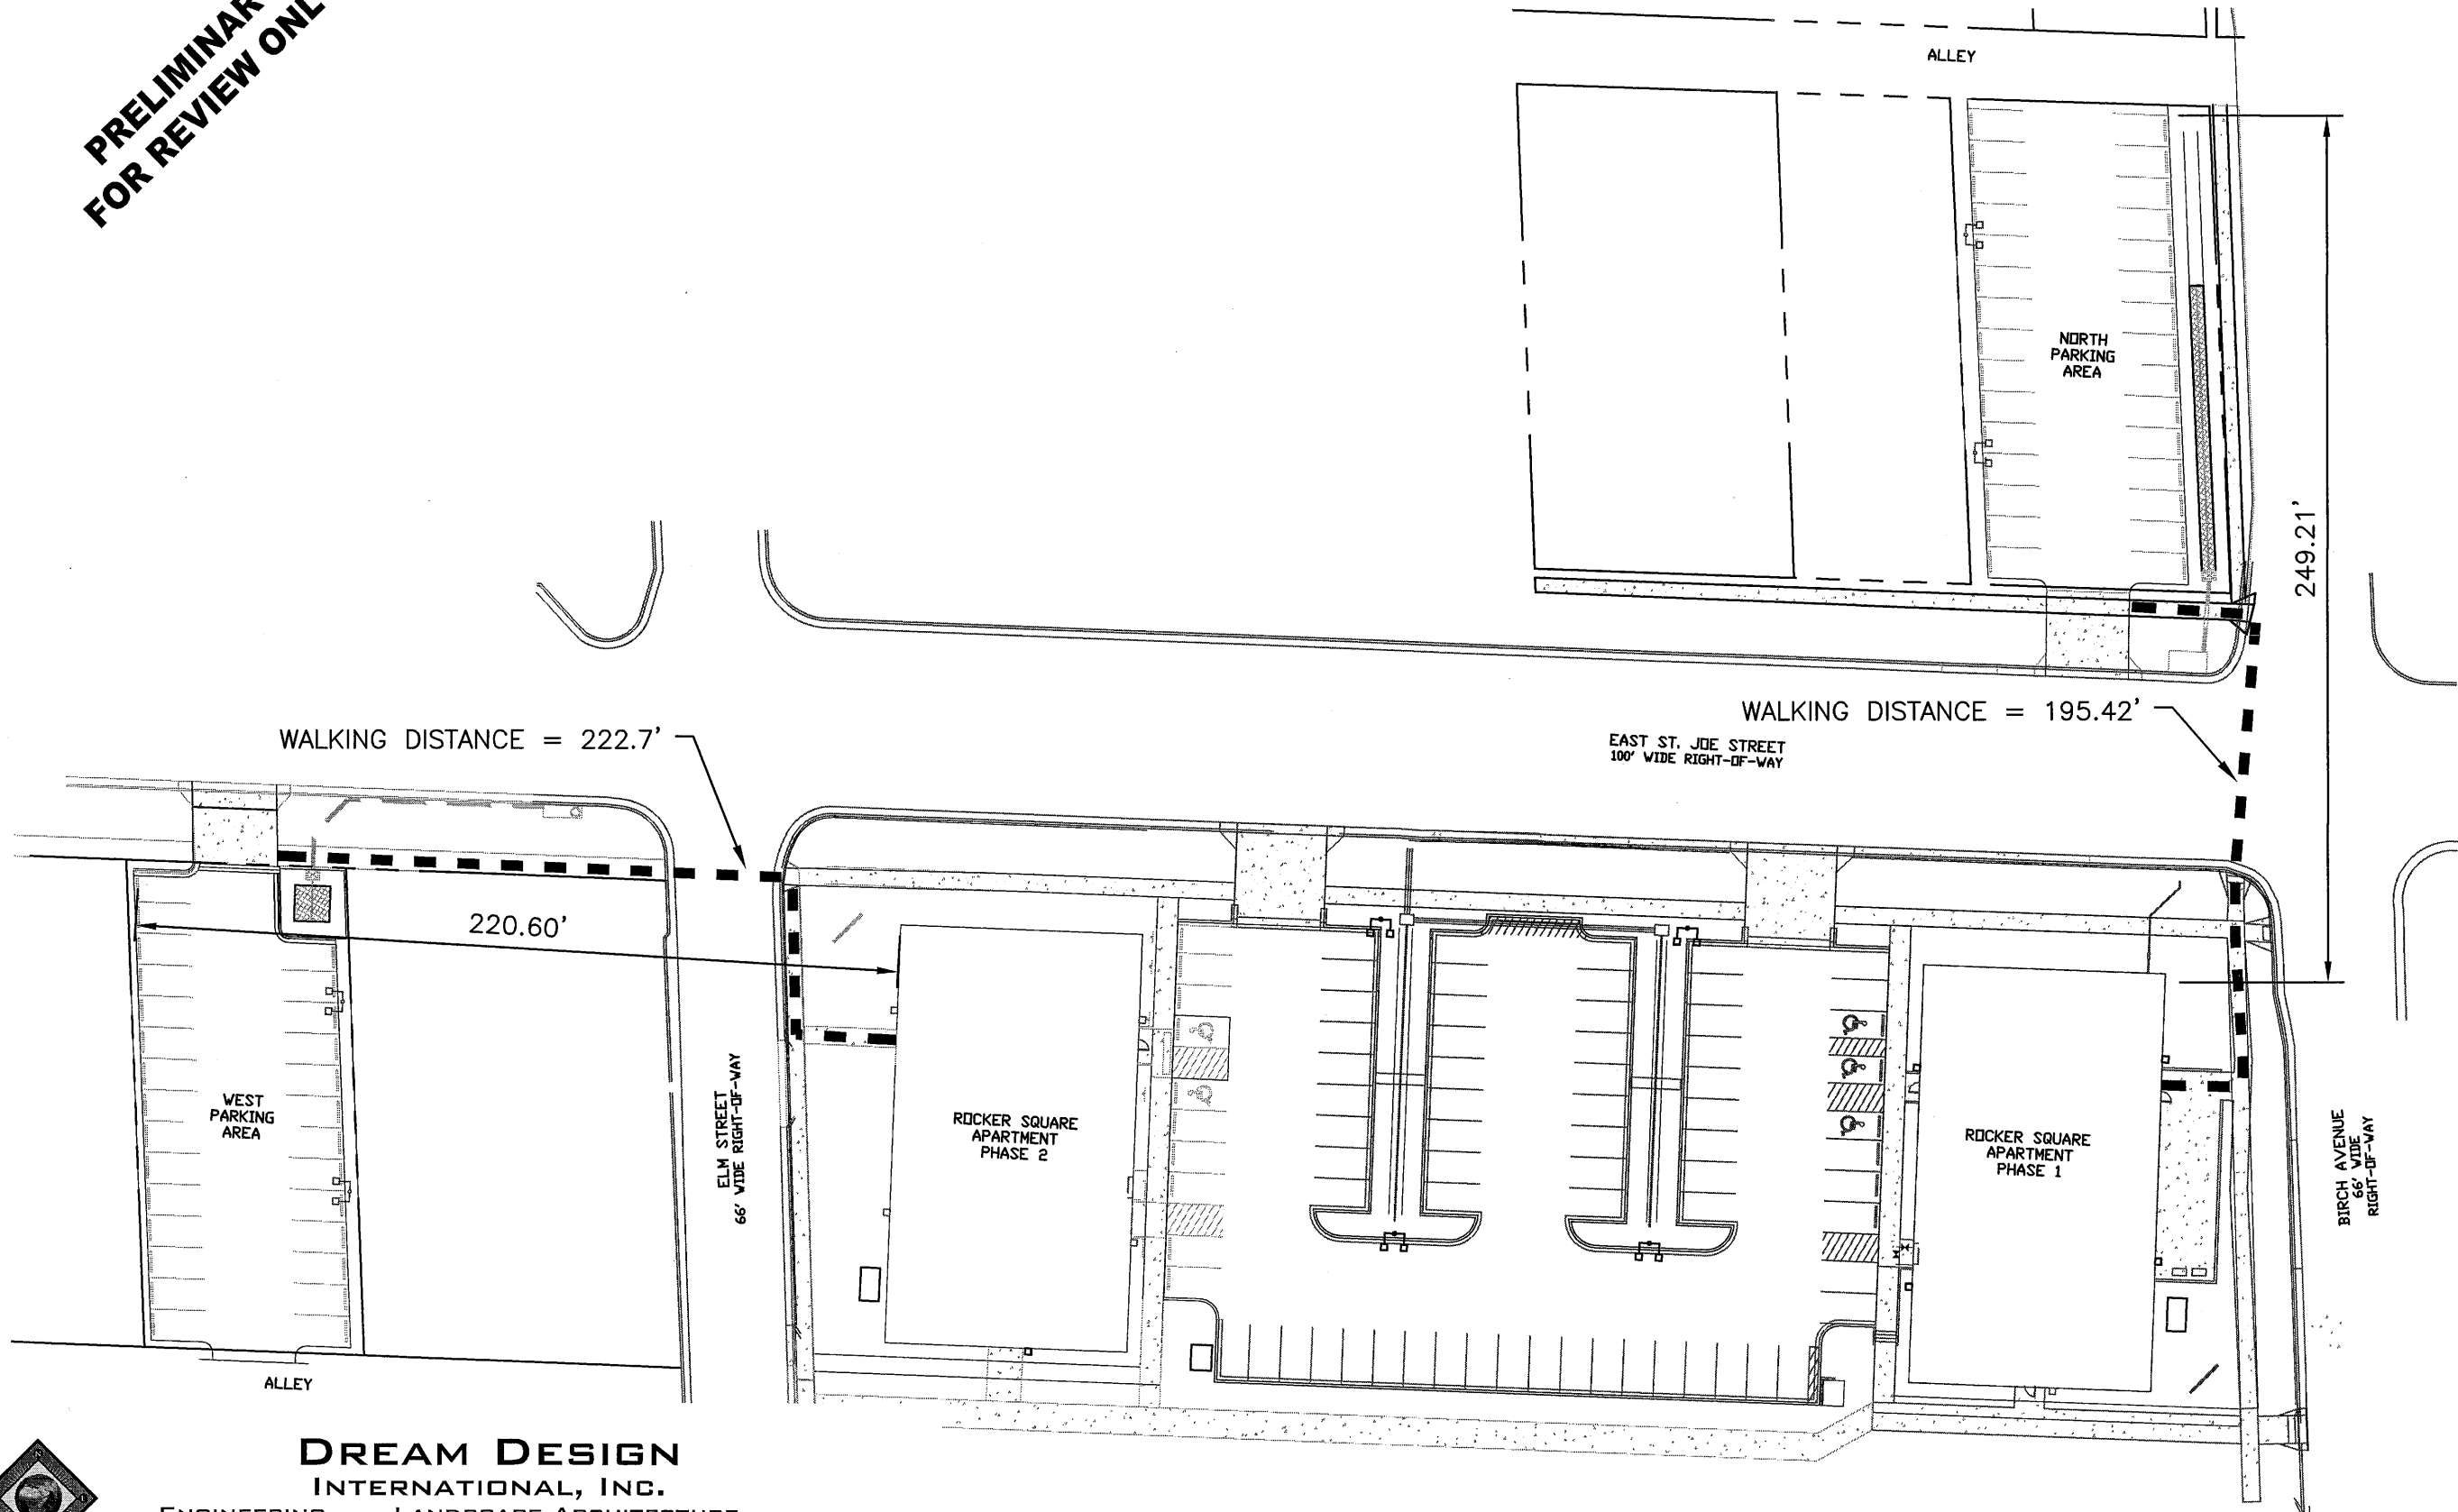 PRELIMINAR
FOR REVIEW ONL
ALLEY
NORTH
PARKING
AREA
249.21'
WALKING DISTANCE = 195.42'
EAST ST. JOE STREET
100' WIDE RIGHT-OF-WAY
WALKING DISTANCE = 222.7'
220.60'
WEST
PARKING
AREA
ELM STREET
66' WIDE RIGHT-OF-WAY
ROCKER SQUARE
APARTMENT
PHASE 2
ROCKER SQUARE
APARTMENT
PHASE 1
BIRCH AVENUE
66' WIDE
RIGHT-OF-WAY
ALLEY
DREAM DESIGN
INTERNATIONAL, INC.
ENGINEERING LANDSCAPE ARCHITECTURE